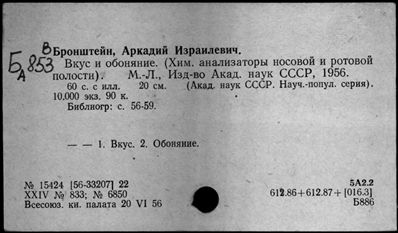 Б В 853
А
Бронштейн, Аркадий Израилевич.
Вкус и обоняние. (Хим. анализаторы носовой и ротовой
полости). М.-Л., Изд-во Акад. наук СССР, 1956.
60 с. с илл. 20 см. (Акад. наук СССР. Науч.-попул. серия).
10.000 экз. 90 к.
Библиогр: с. 56-59.
— — 1. Вкус. 2. Обоняние.
№ 15424 [56-33207] 22
XXIV № 833; № 6850
Всесоюз. кн. палата 20 VI 56
5А2.2
612.86+612.87+[016.3]
Б886